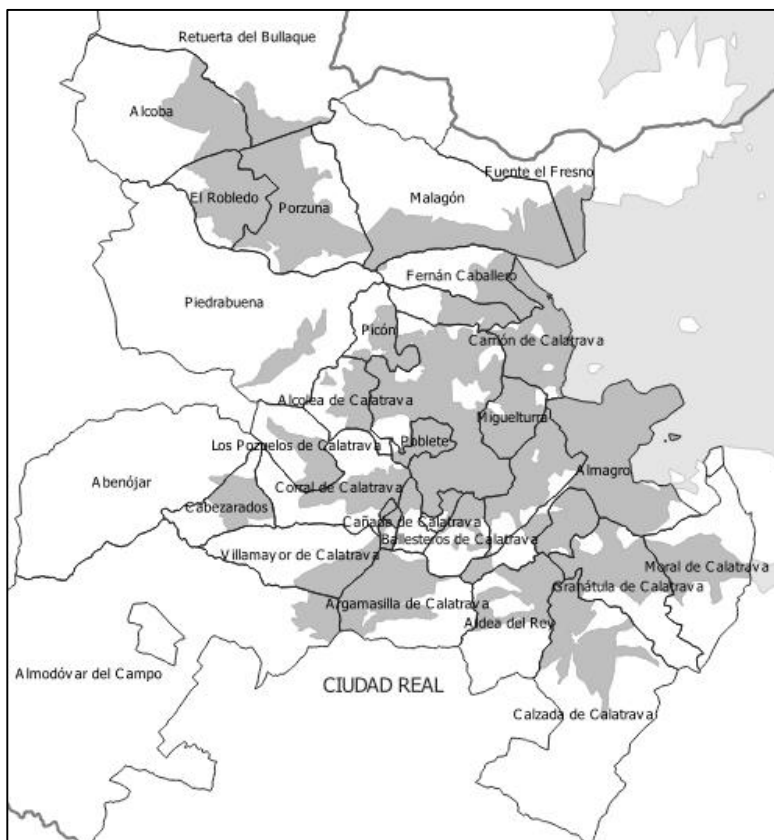 Retuerta del Bullaque
Alcoba
Fuente el Fresno
El Robledo
Malagón
Porzuna
Fernán Caballero
Piedrabuena
Picón
Carrión de Calatrava
Alcolea de Calatrava
Miguelturra
Los Pozuelos de Calatrava
Poblete
Almagro
Abenójar
Corral de Calatrava
Cabezarados
Cañada de Calatrava
Ballesteros de Calatrava
Villamayor de Calatrava
Moral de Calatrava
Granátula de Calatrava
Argamasilla de Calatrava
Aldea del Rey
Almodóvar del Campo
CIUDAD REAL
Calzada de Calatrava